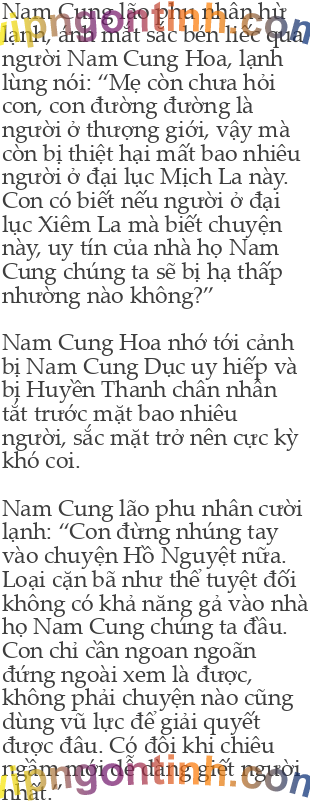 Nam Cung lão phu nhân hừ
lạnh, ánh mắt sắc bén liếc qua
người Nam Cung Hoa, lạnh
lùng nói: “Mẹ còn chưa hỏi
con, con đường đường là
người ở thượng giới, vậy mà
còn bị thiệt hại mất bao nhiêu
người ở đại lục Mịch La này.
Con có biết nếu người ở đại
lục Xiêm La mà biết chuyện
này, uy tín của nhà họ Nam
Cung chúng ta sẽ bị hạ thấp
nhường nào không?”
Nam Cung Hoa nhớ tới cảnh
bị Nam Cung Dục uy hiếp và
bị Huyền Thanh chân nhân
tát trước mặt bao nhiêu
người, sắc mặt trở nên cực kỳ
khó coi.
Nam Cung lão phu nhân cười
lạnh: “Con đừng nhúng tay
vào chuyện Hồ Nguyệt nữa.
Loại cặn bã như thế tuyệt đối
không có khả năng gả vào nhà
họ Nam Cung chúng ta đâu.
Con chỉ cần ngoan ngoãn
đứng ngoài xem là được,
không phải chuyện nào cũng
dùng vũ lực để giải quyết
được đâu. Có đôi khi chiêu
ngầm mới dễ dàng giết người
nhất.”